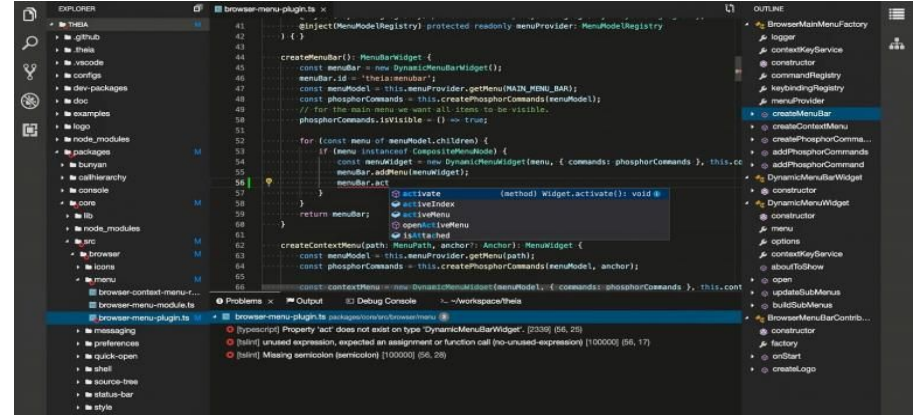 EXPLORER
THEIA M
.github
.theia
.vscode
configs
dev-packages
doc
examples
logo
node_modules
packages M
bunyan
callhierarchy
console
core M
lib
node_modules
src M
browser M
icons
menu M
browser-context-menu-r...
browser-menu-module.ts
browser-menu-plugin.ts M
messaging
preferences
quick-open
shell
source-tree
status-bar
style
browser-menu-plugin.ts ×
41 @inject(MenuModelRegistry) protected readonly menuProvider: MenuModelRegistry
42 ) { }
43
44 createMenuBar(): MenuBarWidget {
45 const menuBar = new DynamicMenuBarWidget();
46 menuBar.id = 'theia:menubar';
47 const menuModel = this.menuProvider.getMenu(MAIN_MENU_BAR);
48 const phosphorCommands = this.createPhosphorCommands(menuModel);
49 // for the main menu we want all items to be visible.
50 phosphorCommands.isVisible = () => true;
51
52 for (const menu of menuModel.children) {
53 if (menu instanceof CompositeMenuNode) {
54 const menuWidget = new DynamicMenuWidget(menu, { commands: phosphorCommands }, this.co
55 menuBar.addMenu(menuWidget);
56 menuBar.act
57 }
58 }
59 return menuBar;
60 }
61
62 createContextMenu(path: MenuPath, anchor?: Anchor): MenuWidget {
63 const menuModel = this.menuProvider.getMenu(path);
64 const phosphorCommands = this.createPhosphorCommands(menuModel, anchor);
65
66 const contextMenu = new DynamicMenuWidget(menuModel, { commands: phosphorCommands }, this.cont
activate (method) Widget.activate(): void
activeIndex
activeMenu
openActiveMenu
isAttached
Problems × Output Debug Console >_ ~/workspace/theia
browser-menu-plugin.ts packages/core/src/browser/menu
[typescript] Property 'act' does not exist on type 'DynamicMenuBarWidget'. [2339] (56, 25)
[tslint] unused expression, expected an assignment or function call (no-unused-expression) [100000] (56, 17)
[tslint] Missing semicolon (semicolon) [100000] (56, 28)
OUTLINE
BrowserMainMenuFactory
logger
contextKeyService
constructor
commandRegistry
keybindingRegistry
menuProvider
createMenuBar
createContextMenu
createPhosphorComma...
addPhosphorCommands
addPhosphorCommand
DynamicMenuBarWidget
constructor
DynamicMenuWidget
constructor
menu
options
contextKeyService
aboutToShow
open
updateSubMenus
buildSubMenus
BrowserMenuBarContrib...
constructor
factory
onStart
createLogo